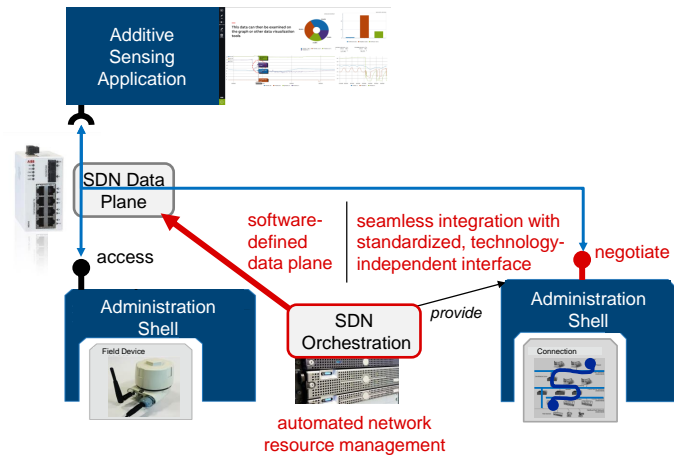 Additive
Sensing
Application
This data can then be examined on
the graph or other data visualisation
tools.
ABB
SDN Data
Plane
software-
defined
data plane
seamless integration with
standardized, technology-
independent interface
access
negotiate
Administration
Shell
Field Device
SDN
Orchestration
provide
Administration
Shell
Connection
automated network
resource management